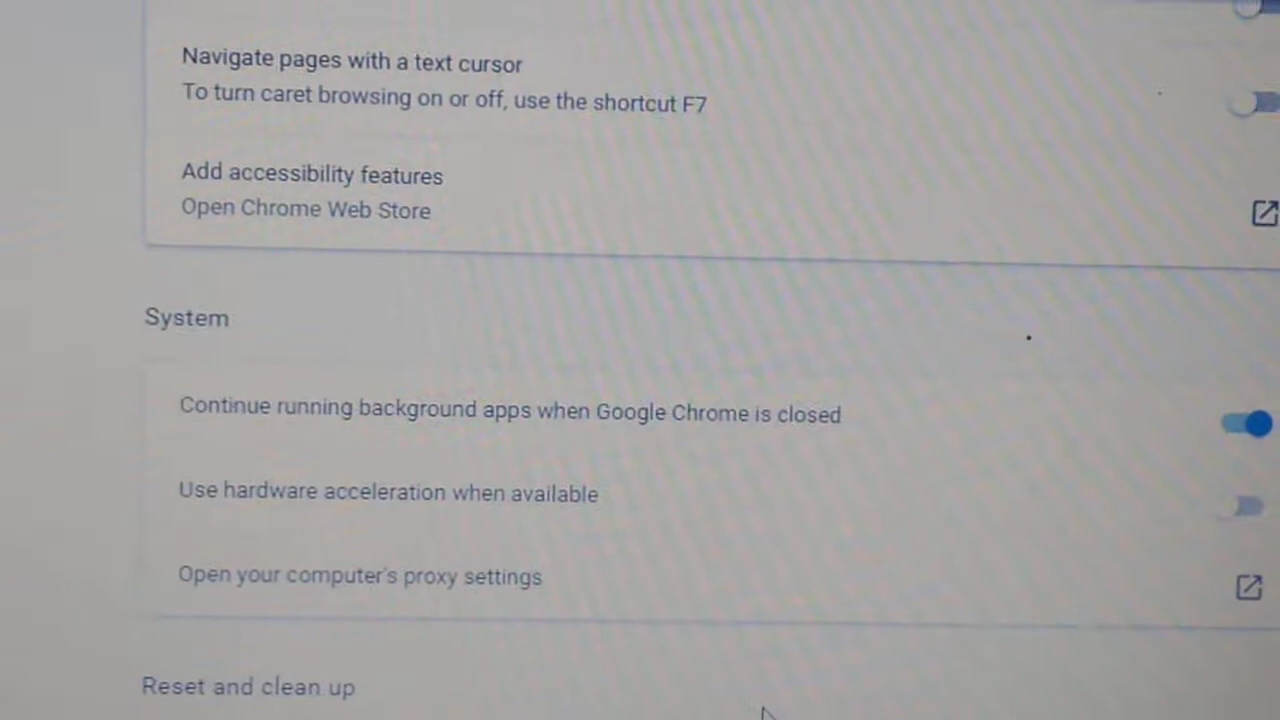 Navigate pages with a text cursor
To turn caret browsing on or off, use the shortcut F7
Add accessibility features
Open Chrome Web Store
System
Continue running background apps when Google Chrome is closed
Use hardware acceleration when available
Open your computer's proxy settings
Reset and clean up